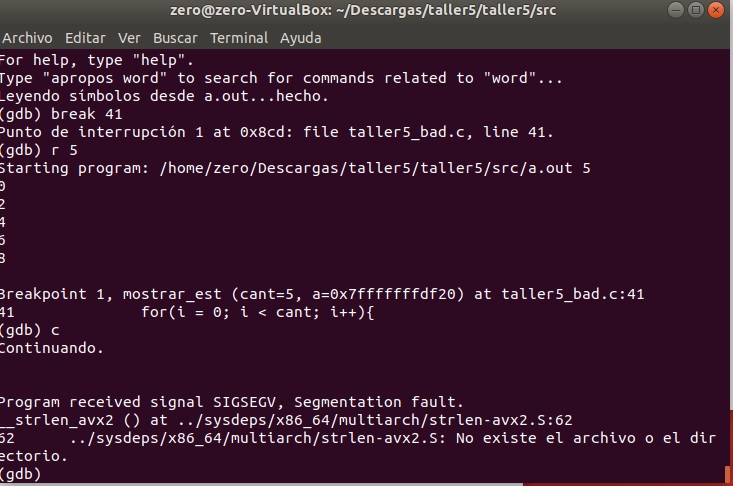 zero@zero-VirtualBox: ~/Descargas/taller5/taller5/src
Archivo Editar Ver Buscar Terminal Ayuda
For help, type "help".
Type "apropos word" to search for commands related to "word"...
Leyendo símbolos desde a.out...hecho.
(gdb) break 41
Punto de interrupción 1 at 0x8cd: file taller5_bad.c, line 41.
(gdb) r 5
Starting program: /home/zero/Descargas/taller5/taller5/src/a.out 5
0
2
4
6
8
Breakpoint 1, mostrar_est (cant=5, a=0x7fffffffdf20) at taller5_bad.c:41
41 for(i = 0; i < cant; i++){
(gdb) c
Continuando.
Program received signal SIGSEGV, Segmentation fault.
__strlen_avx2 () at ../sysdeps/x86_64/multiarch/strlen-avx2.S:62
62 ../sysdeps/x86_64/multiarch/strlen-avx2.S: No existe el archivo o el dir
ectorio.
(gdb)